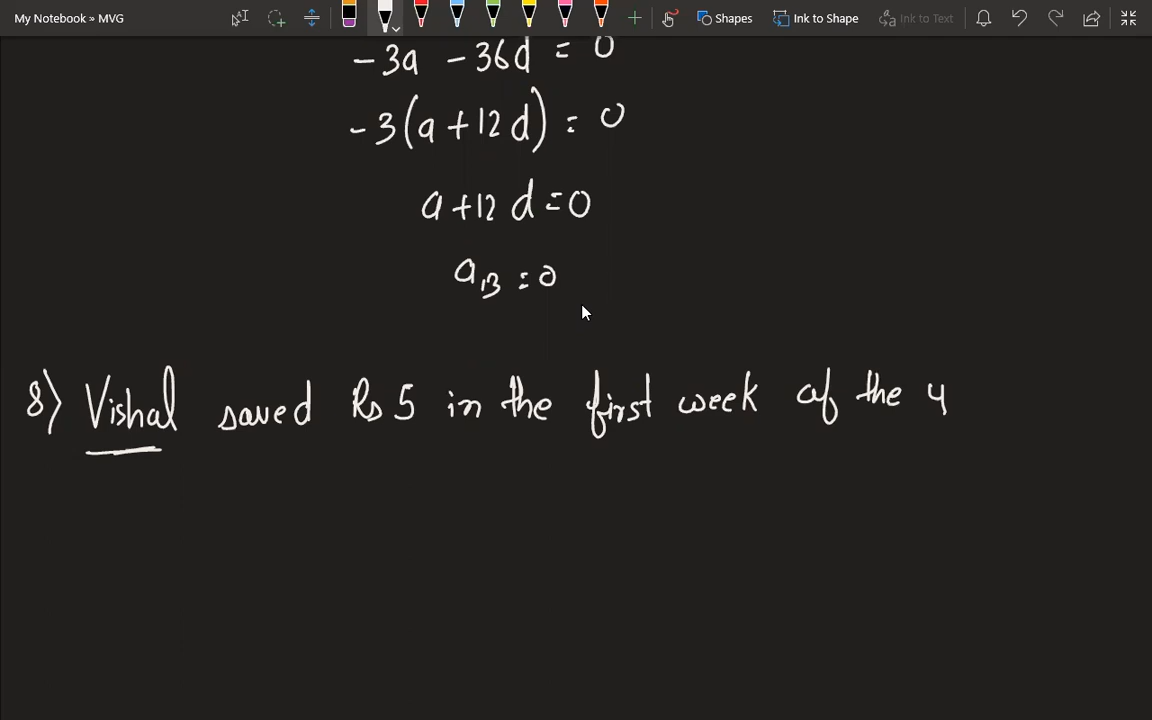 My Notebook » MVG
Shapes
Ink to Shape
Ink to Text
-3a - 36d = 0
-3(a+12d) = 0
a+12d=0
a13 = 0
8) Vishal saved Rs 5 in the first week of the y